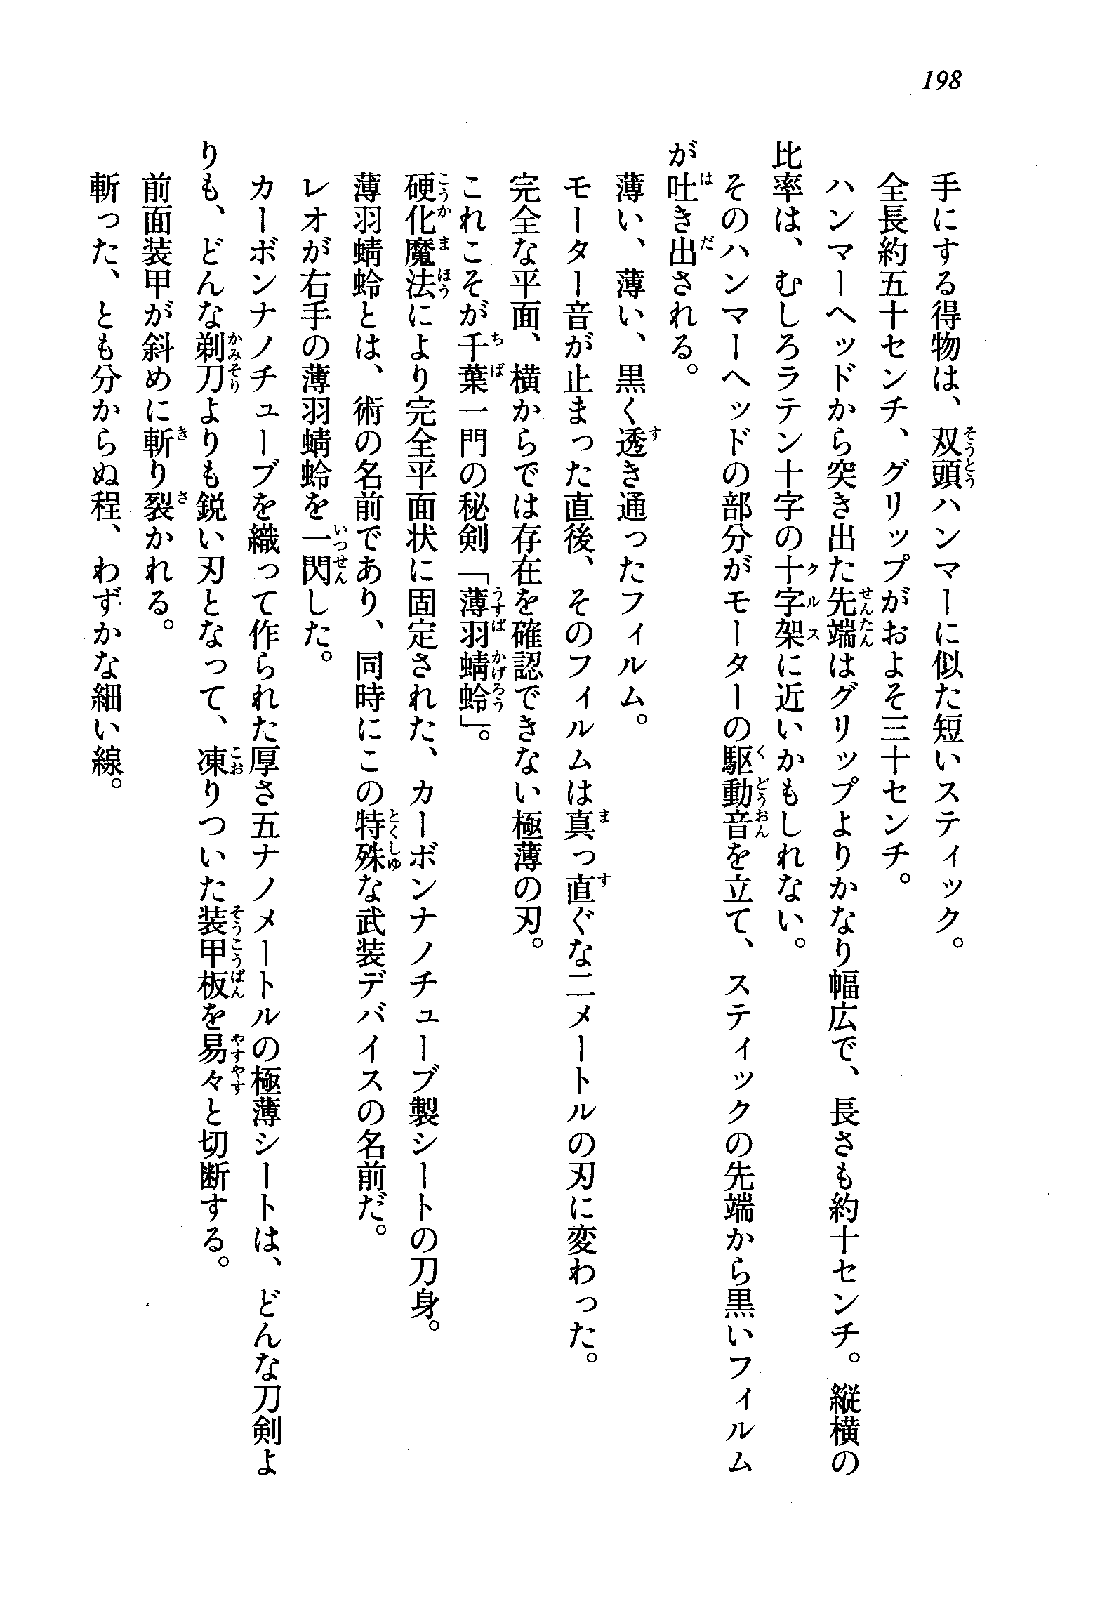 198
手にする得物は、双頭ハンマーに似た短いスティック。
全長約五十センチ、グリップがおよそ三十センチ。
ハンマーヘッドから突き出た先端はグリップよりかなり幅広で、長さも約十センチ。縦横の
比率は、むしろラテン十字の十字架に近いかもしれない。
そのハンマーヘッドの部分がモーターの駆動音を立て、スティックの先端から黒いフィルム
が吐き出される。
薄い、薄い、黒く透き通ったフィルム。
モーター音が止まった直後、そのフィルムは真っ直ぐな二メートルの刃に変わった。
完全な平面、横からでは存在を確認できない極薄の刃。
これこそが千葉一門の秘剣「薄羽蜻蛉」。
硬化魔法により完全平面状に固定された、カーボンナノチューブ製シートの刀身。
薄羽蜻蛉とは、術の名前であり、同時にこの特殊な武装デバイスの名前だ。
レオが右手の薄羽蜻蛉を一閃した。
カーボンナノチューブを織って作られた厚さ五ナノメートルの極薄シートは、どんな刀剣よ
りも、どんな剃刀よりも鋭い刃となって、凍りついた装甲板を易々と切断する。
前面装甲が斜めに斬り裂かれる。
斬った、とも分からぬ程、わずかな細い線。